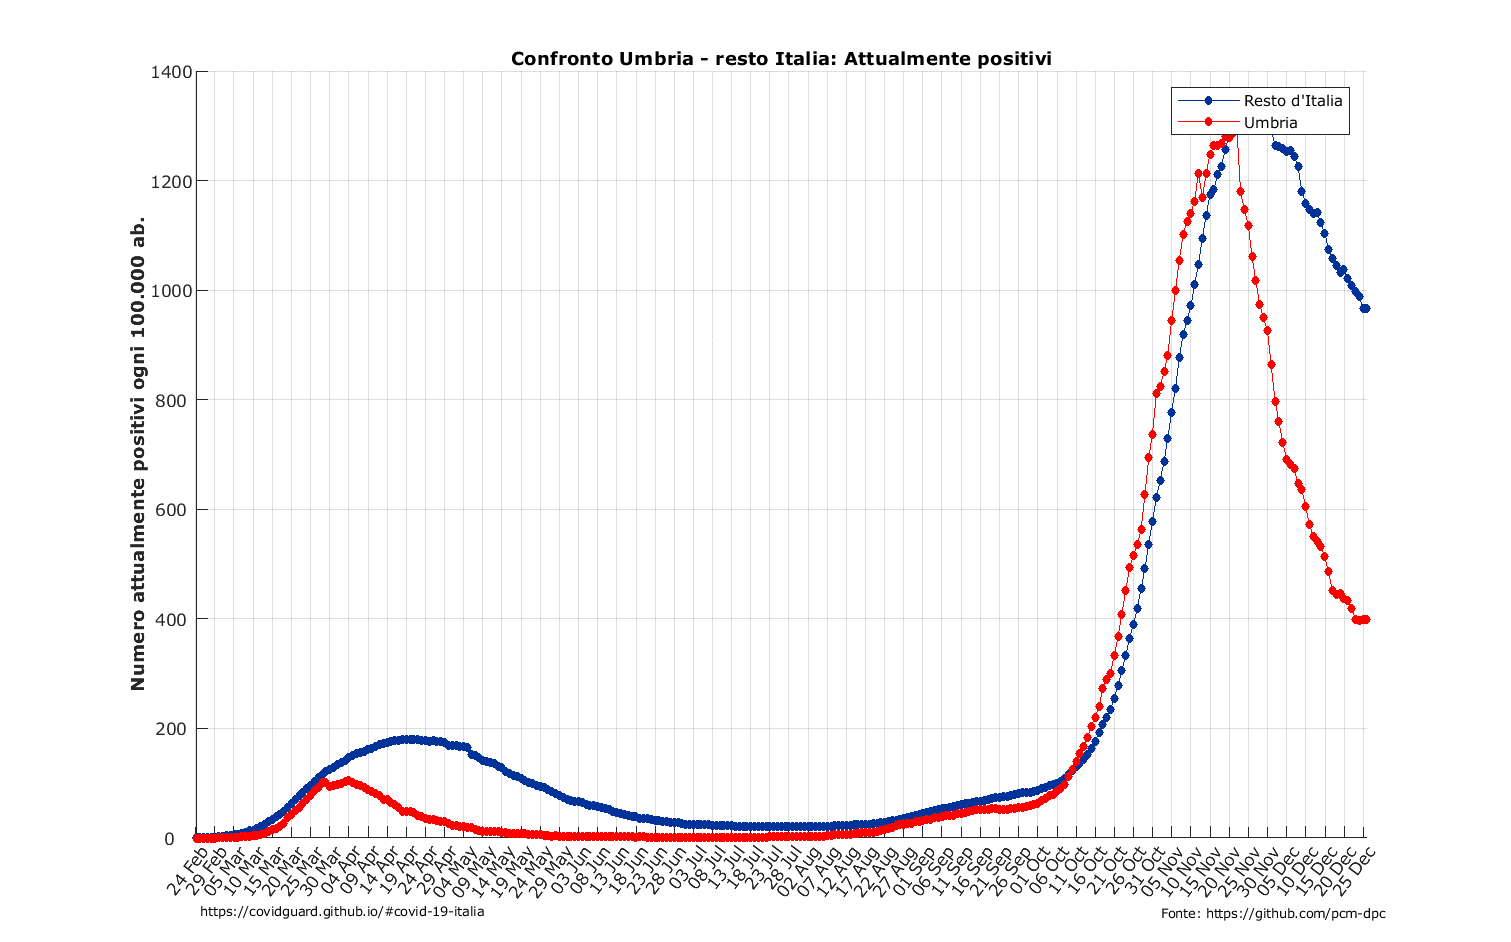 Confronto Umbria - resto Italia: Attualmente positivi
Resto d'Italia
Umbria
Numero attualmente positivi ogni 100.000 ab.
1400
1200
1000
800
600
400
200
0
24 Feb
29 Feb
05 Mar
10 Mar
15 Mar
20 Mar
25 Mar
30 Mar
04 Apr
09 Apr
14 Apr
19 Apr
24 Apr
29 Apr
04 May
09 May
14 May
19 May
24 May
29 May
03 Jun
08 Jun
13 Jun
18 Jun
23 Jun
28 Jun
03 Jul
08 Jul
13 Jul
18 Jul
23 Jul
28 Jul
02 Aug
07 Aug
12 Aug
17 Aug
22 Aug
27 Aug
01 Sep
06 Sep
11 Sep
16 Sep
21 Sep
26 Sep
01 Oct
06 Oct
11 Oct
16 Oct
21 Oct
26 Oct
31 Oct
05 Nov
10 Nov
15 Nov
20 Nov
25 Nov
30 Nov
05 Dec
10 Dec
15 Dec
20 Dec
25 Dec
https://covidguard.github.io/#covid-19-italia
Fonte: https://github.com/pcm-dpc